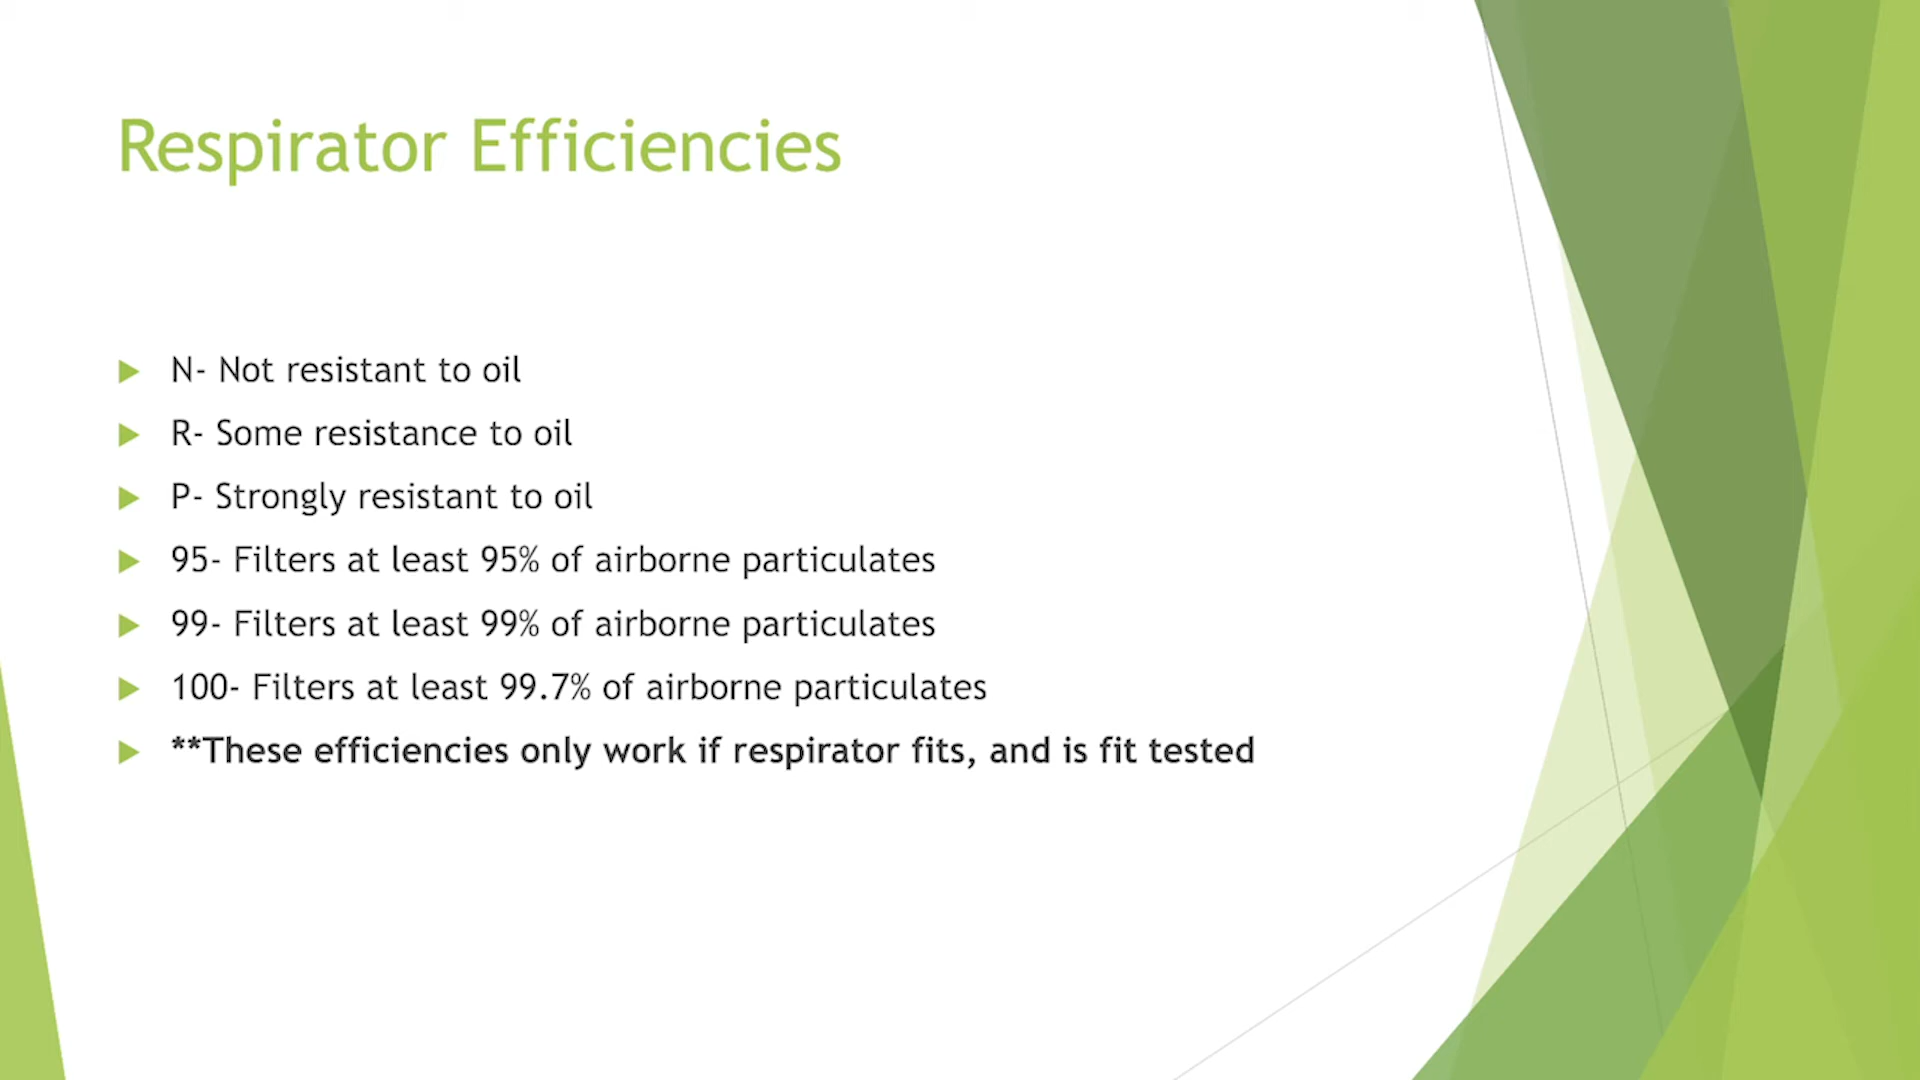 Respirator Efficiencies
N- Not resistant to oil
R- Some resistance to oil
P- Strongly resistant to oil
95- Filters at least 95% of airborne particulates
99- Filters at least 99% of airborne particulates
100- Filters at least 99.7% of airborne particulates
**These efficiencies only work if respirator fits, and is fit tested